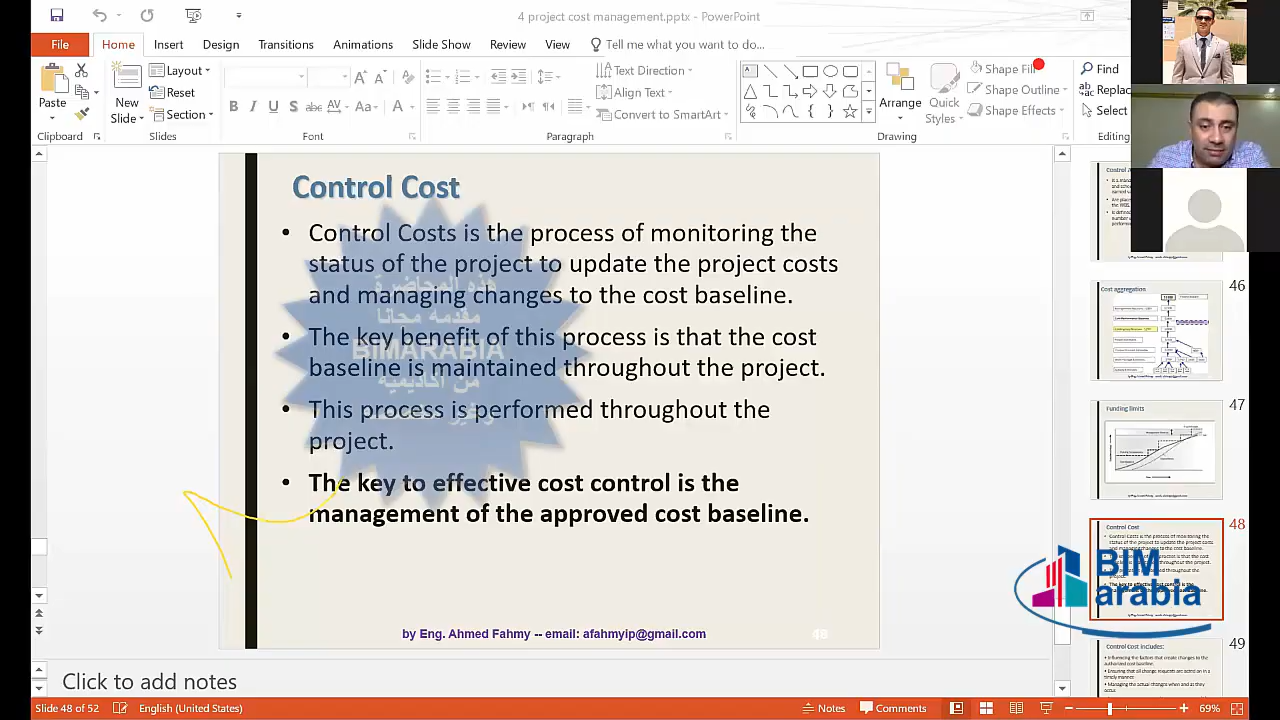 4 project cost management.pptx - PowerPoint
File Home Insert Design Transitions Animations Slide Show Review View Tell me what you want to do...
Paste
New
Slide
Layout
Reset
Section
Text Direction
Align Text
Convert to SmartArt
Arrange
Quick
Styles
Shape Fill
Shape Outline
Shape Effects
Find
Replac
Select
Clipboard Slides Font Paragraph Drawing Editing
Control Cost
• Control Costs is the process of monitoring the
status of the project to update the project costs
and managing changes to the cost baseline.
The key benefit of this process is that the cost
baseline is maintained throughout the project.
• This process is performed throughout the
project.
• The key to effective cost control is the
management of the approved cost baseline.
by Eng. Ahmed Fahmy -- email: afahmyip@gmail.com
48
46
Cost aggregation
47
Funding limits
48
Control Cost
49
Control Cost includes:
BIM
arabia
Click to add notes
Slide 48 of 52 English (United States) Notes Comments 69%